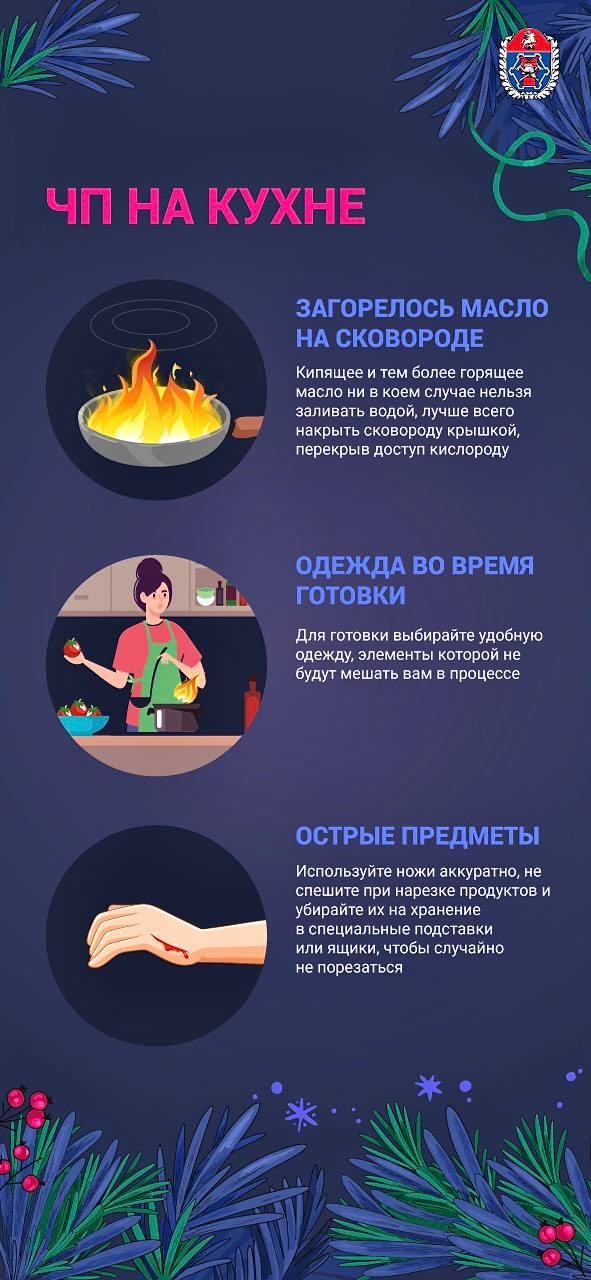 ЧП НА КУХНЕ
ЗАГОРЕЛОСЬ МАСЛО
НА СКОВОРОДЕ
Кипящее и тем более горящее
масло ни в коем случае нельзя
заливать водой, лучше всего
накрыть сковороду крышкой,
перекрыв доступ кислороду
ОДЕЖДА ВО ВРЕМЯ
ГОТОВКИ
Для готовки выбирайте удобную
одежду, элементы которой не
будут мешать вам в процессе
ОСТРЫЕ ПРЕДМЕТЫ
Используйте ножи аккуратно, не
спешите при нарезке продуктов и
убирайте их на хранение
в специальные подставки
или ящики, чтобы случайно
не порезаться